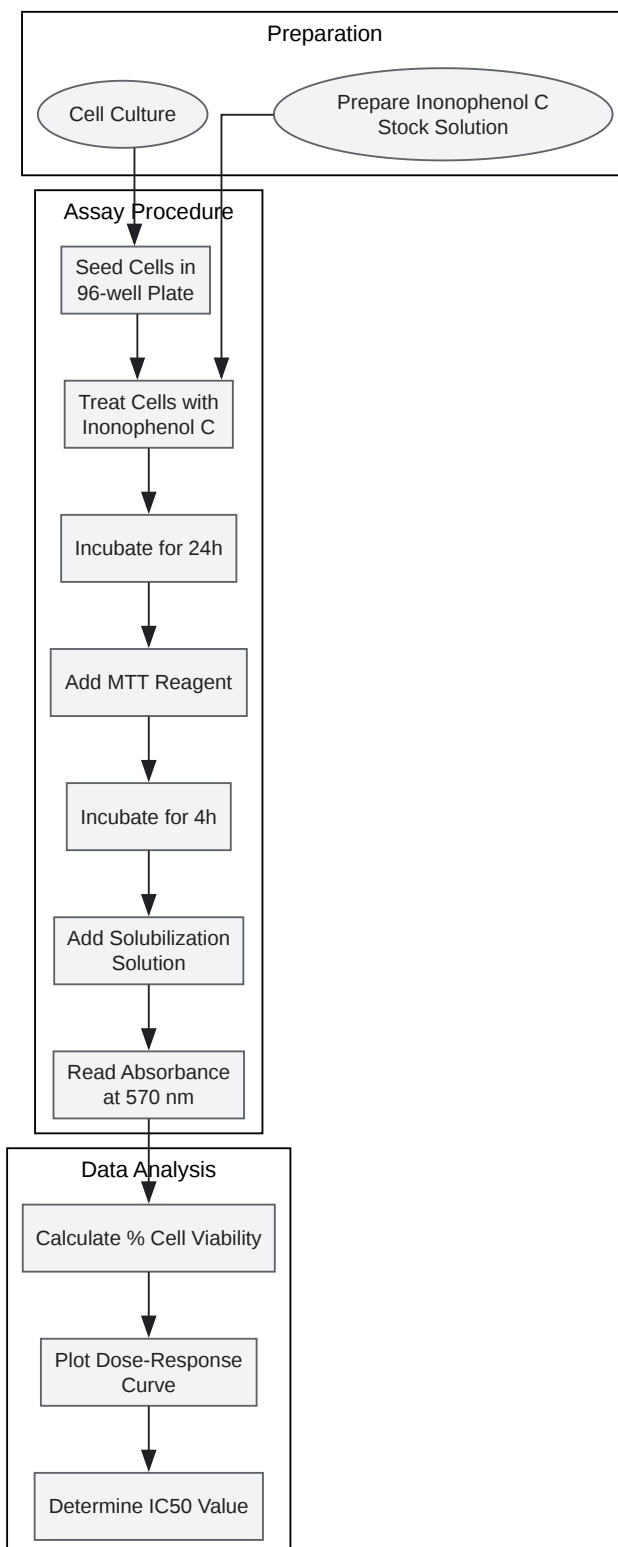 Preparation
Cell Culture
Prepare Inonophenol C
Stock Solution
Assay Procedure
Seed Cells in
96-well Plate
Treat Cells with
Inonophenol C
Incubate for 24h
Add MTT Reagent
Incubate for 4h
Add Solubilization
Solution
Read Absorbance
at 570 nm
Data Analysis
Calculate % Cell Viability
Plot Dose-Response
Curve
Determine IC50 Value